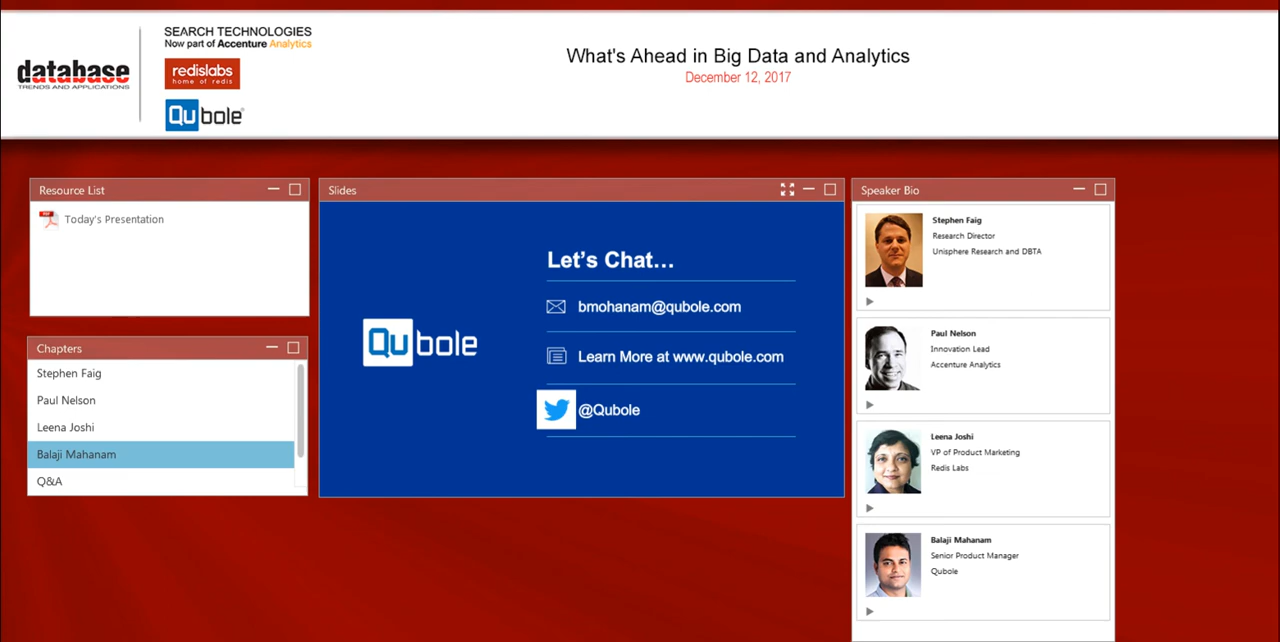 database
TRENDS AND APPLICATIONS
SEARCH TECHNOLOGIES
Now part of Accenture Analytics
redislabs
home of redis
Qubole
What's Ahead in Big Data and Analytics
December 12, 2017
Resource List
Today's Presentation
Chapters
Stephen Faig
Paul Nelson
Leena Joshi
Balaji Mahanam
Q&A
Slides
Qubole
Let's Chat...
bmohanam@qubole.com
Learn More at www.qubole.com
@Qubole
Speaker Bio
Stephen Faig
Research Director
Unisphere Research and DBTA
Paul Nelson
Innovation Lead
Accenture Analytics
Leena Joshi
VP of Product Marketing
Redis Labs
Balaji Mahanam
Senior Product Manager
Qubole